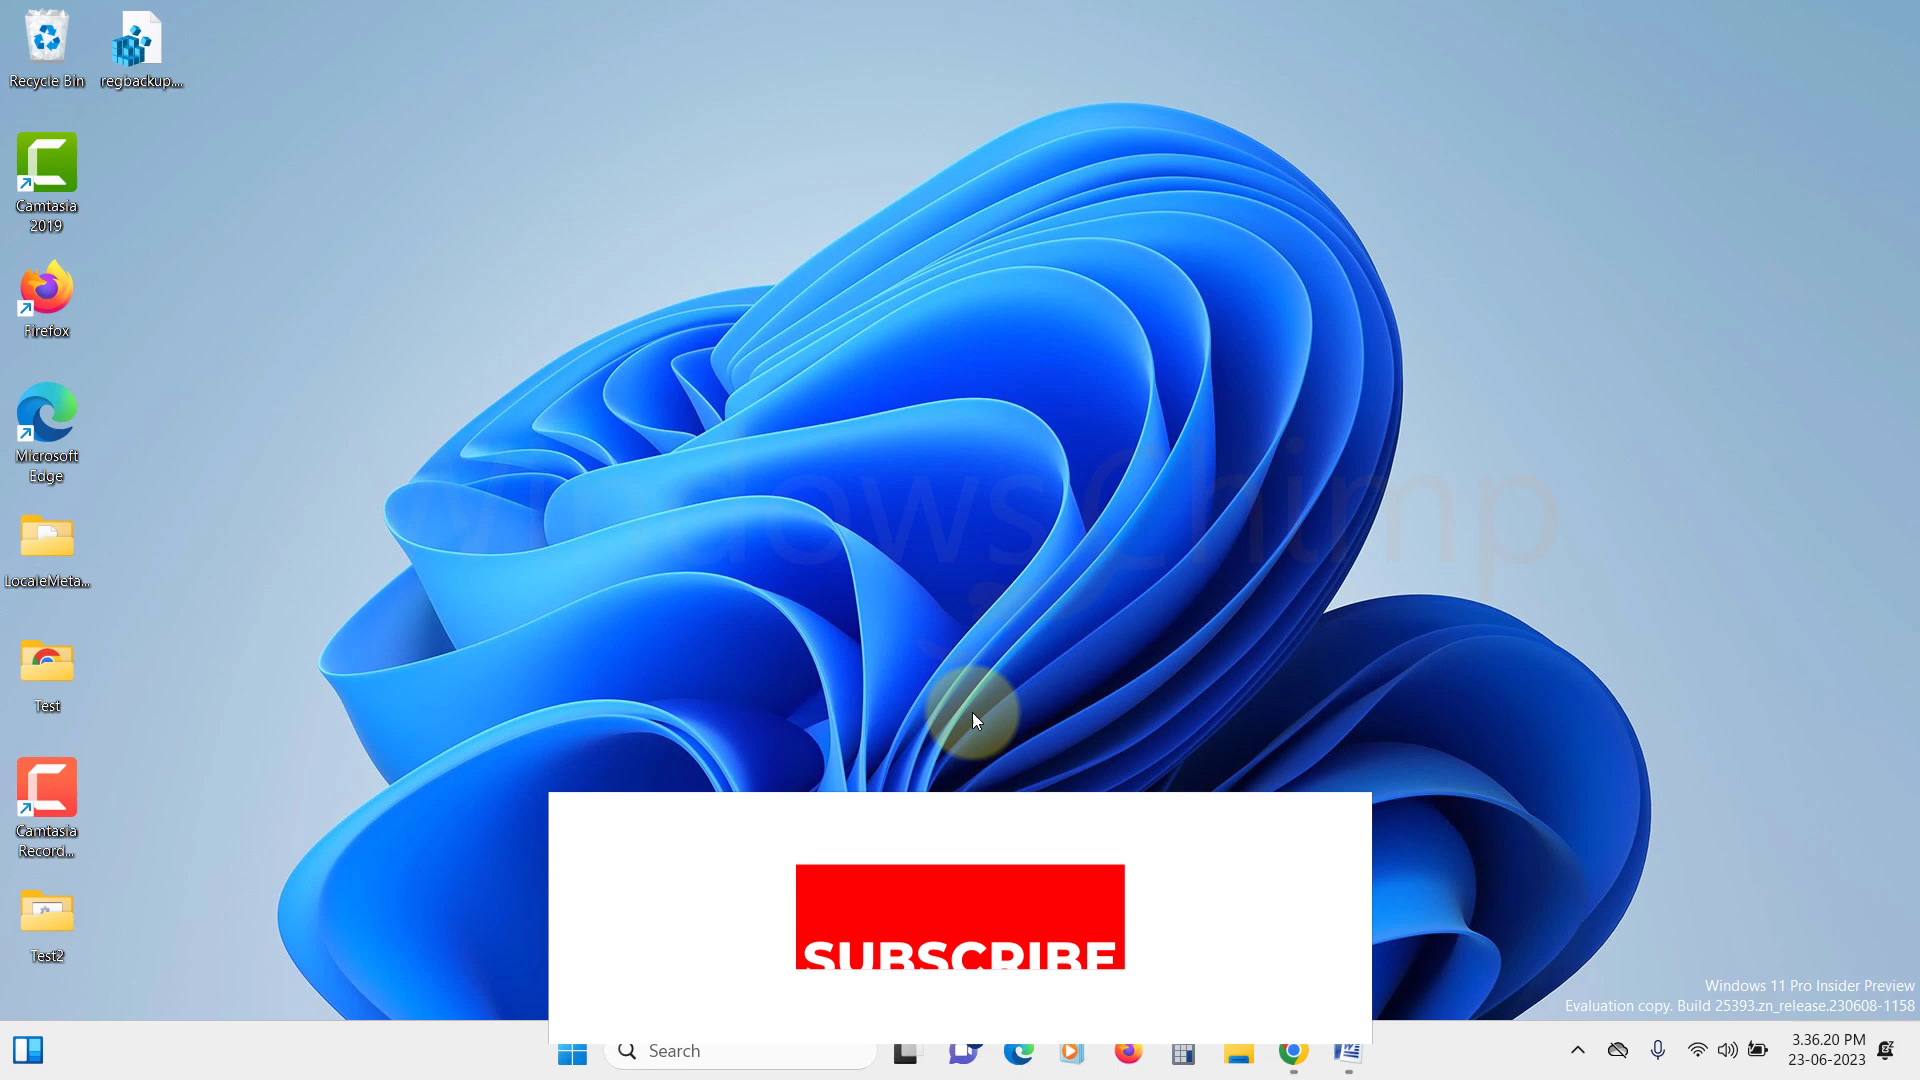 Recycle Bin
regbackup....
Camtasia
2019
Firefox
Microsoft
Edge
LocaleMeta...
Test
Camtasia
Record...
Test2
WindowsChimp
SUBSCRIBE
Windows 11 Pro Insider Preview
Evaluation copy. Build 25393.zn_release.230608-1158
Search
3.36.20 PM
23-06-2023